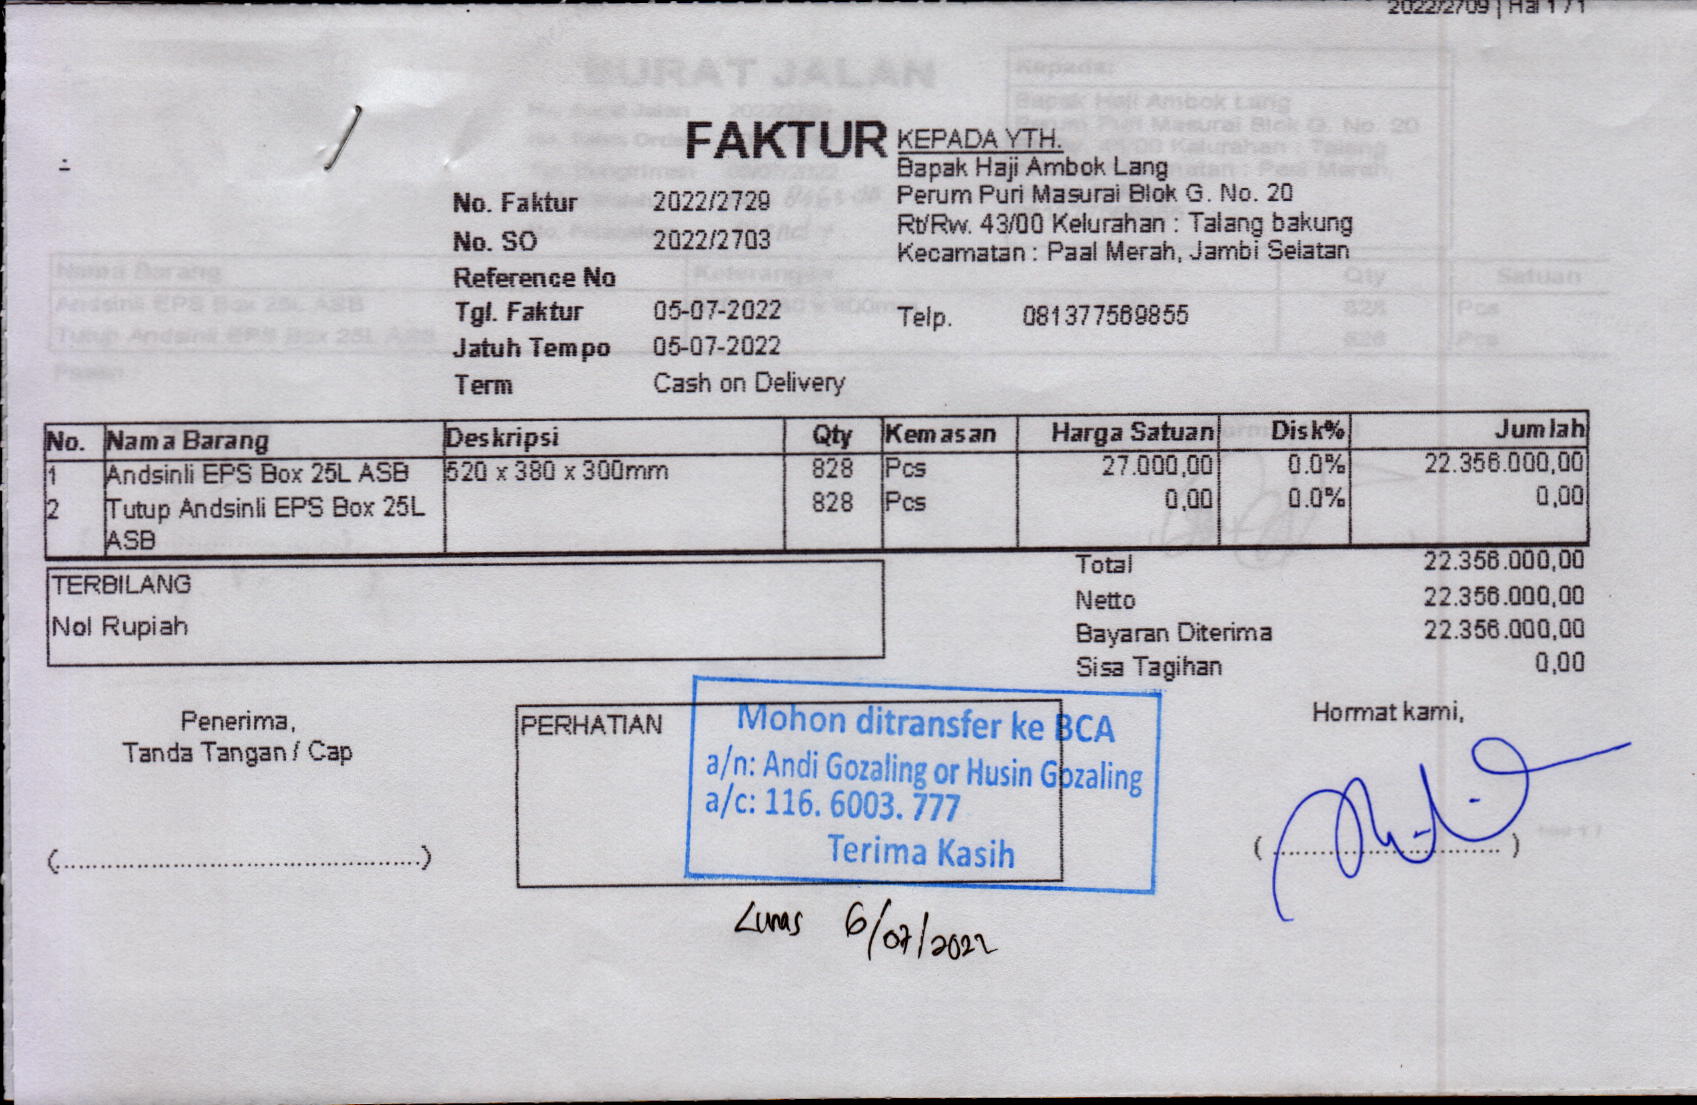 2022/2709 | Hal 1 / 1
FAKTUR
KEPADA YTH.
Bapak Haji Ambok Lang
Perum Puri Masurai Blok G. No. 20
Rt/Rw. 43/00 Kelurahan : Talang bakung
Kecamatan : Paal Merah, Jambi Selatan
Telp. 081377569855
No. Faktur 2022/2729
No. SO 2022/2703
Reference No
Tgl. Faktur 05-07-2022
Jatuh Tempo 05-07-2022
Term Cash on Delivery
No. Nama Barang Deskripsi Qty Kemasan Harga Satuan Disk% Jumlah
1 Andsinli EPS Box 25L ASB 520 x 380 x 300mm 828 Pcs 27.000,00 0.0% 22.356.000,00
2 Tutup Andsinli EPS Box 25L 828 Pcs 0,00 0.0% 0,00
ASB
TERBILANG
Nol Rupiah
Total 22.356.000,00
Netto 22.356.000,00
Bayaran Diterima 22.356.000,00
Sisa Tagihan 0,00
Penerima,
Tanda Tangan / Cap
(...............................................)
PERHATIAN
Mohon ditransfer ke BCA
a/n: Andi Gozaling or Husin Gozaling
a/c: 116. 6003. 777
Terima Kasih
Hormat kami,
(..............................)
Lunas 6/07/2022